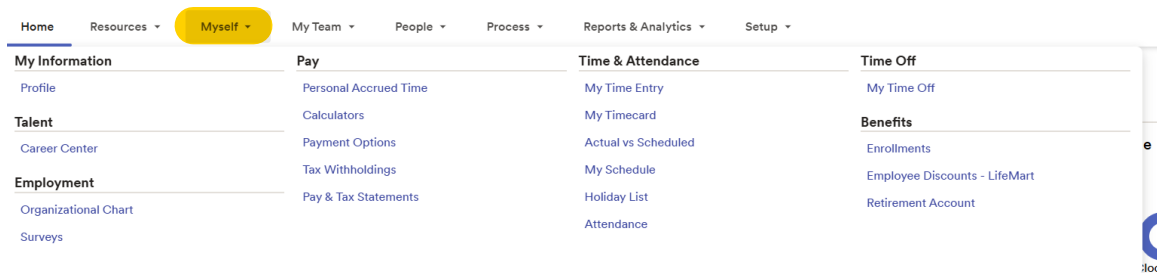 Home Resources Myself My Team People Process Reports & Analytics Setup
My Information
Profile
Talent
Career Center
Employment
Organizational Chart
Surveys
Pay
Personal Accrued Time
Calculators
Payment Options
Tax Withholdings
Pay & Tax Statements
Time & Attendance
My Time Entry
My Timecard
Actual vs Scheduled
My Schedule
Holiday List
Attendance
Time Off
My Time Off
Benefits
Enrollments
Employee Discounts - LifeMart
Retirement Account